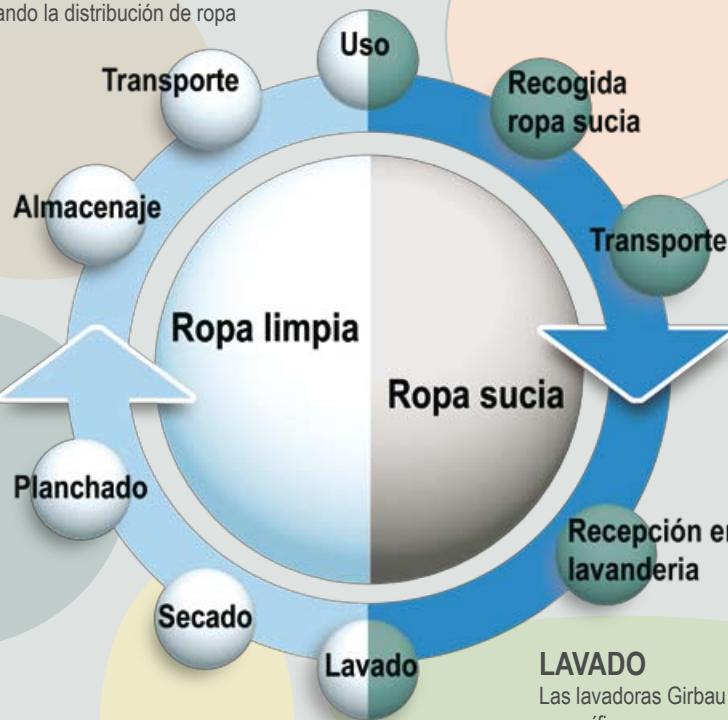 ando la distribución de ropa
Uso
Transporte
Recogida
ropa sucia
Almacenaje
Transporte
Ropa limpia
Ropa sucia
Planchado
Recepción
lavanderia
Secado
Lavado
LAVADO
Las lavadoras Girbau